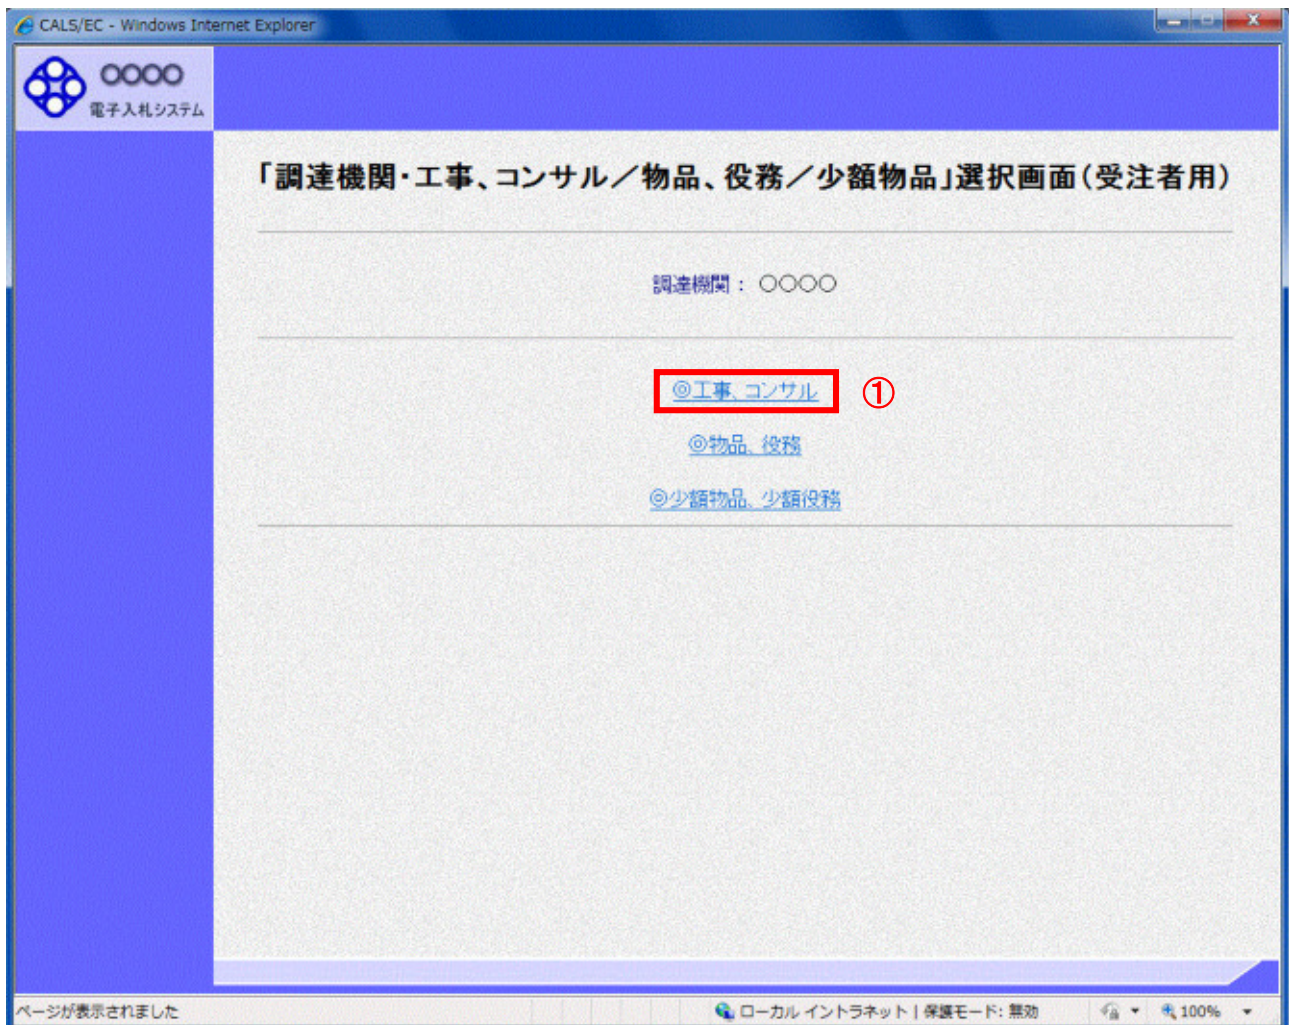 CALS/EC - Windows Internet Explorer
〇〇〇〇
電子入札システム
「調達機関・工事、コンサル／物品、役務／少額物品」選択画面（受注者用）
調達機関： 〇〇〇〇
◎工事、コンサル ①
◎物品、役務
◎少額物品、少額役務
ページが表示されました ローカル イントラネット | 保護モード: 無効 100%